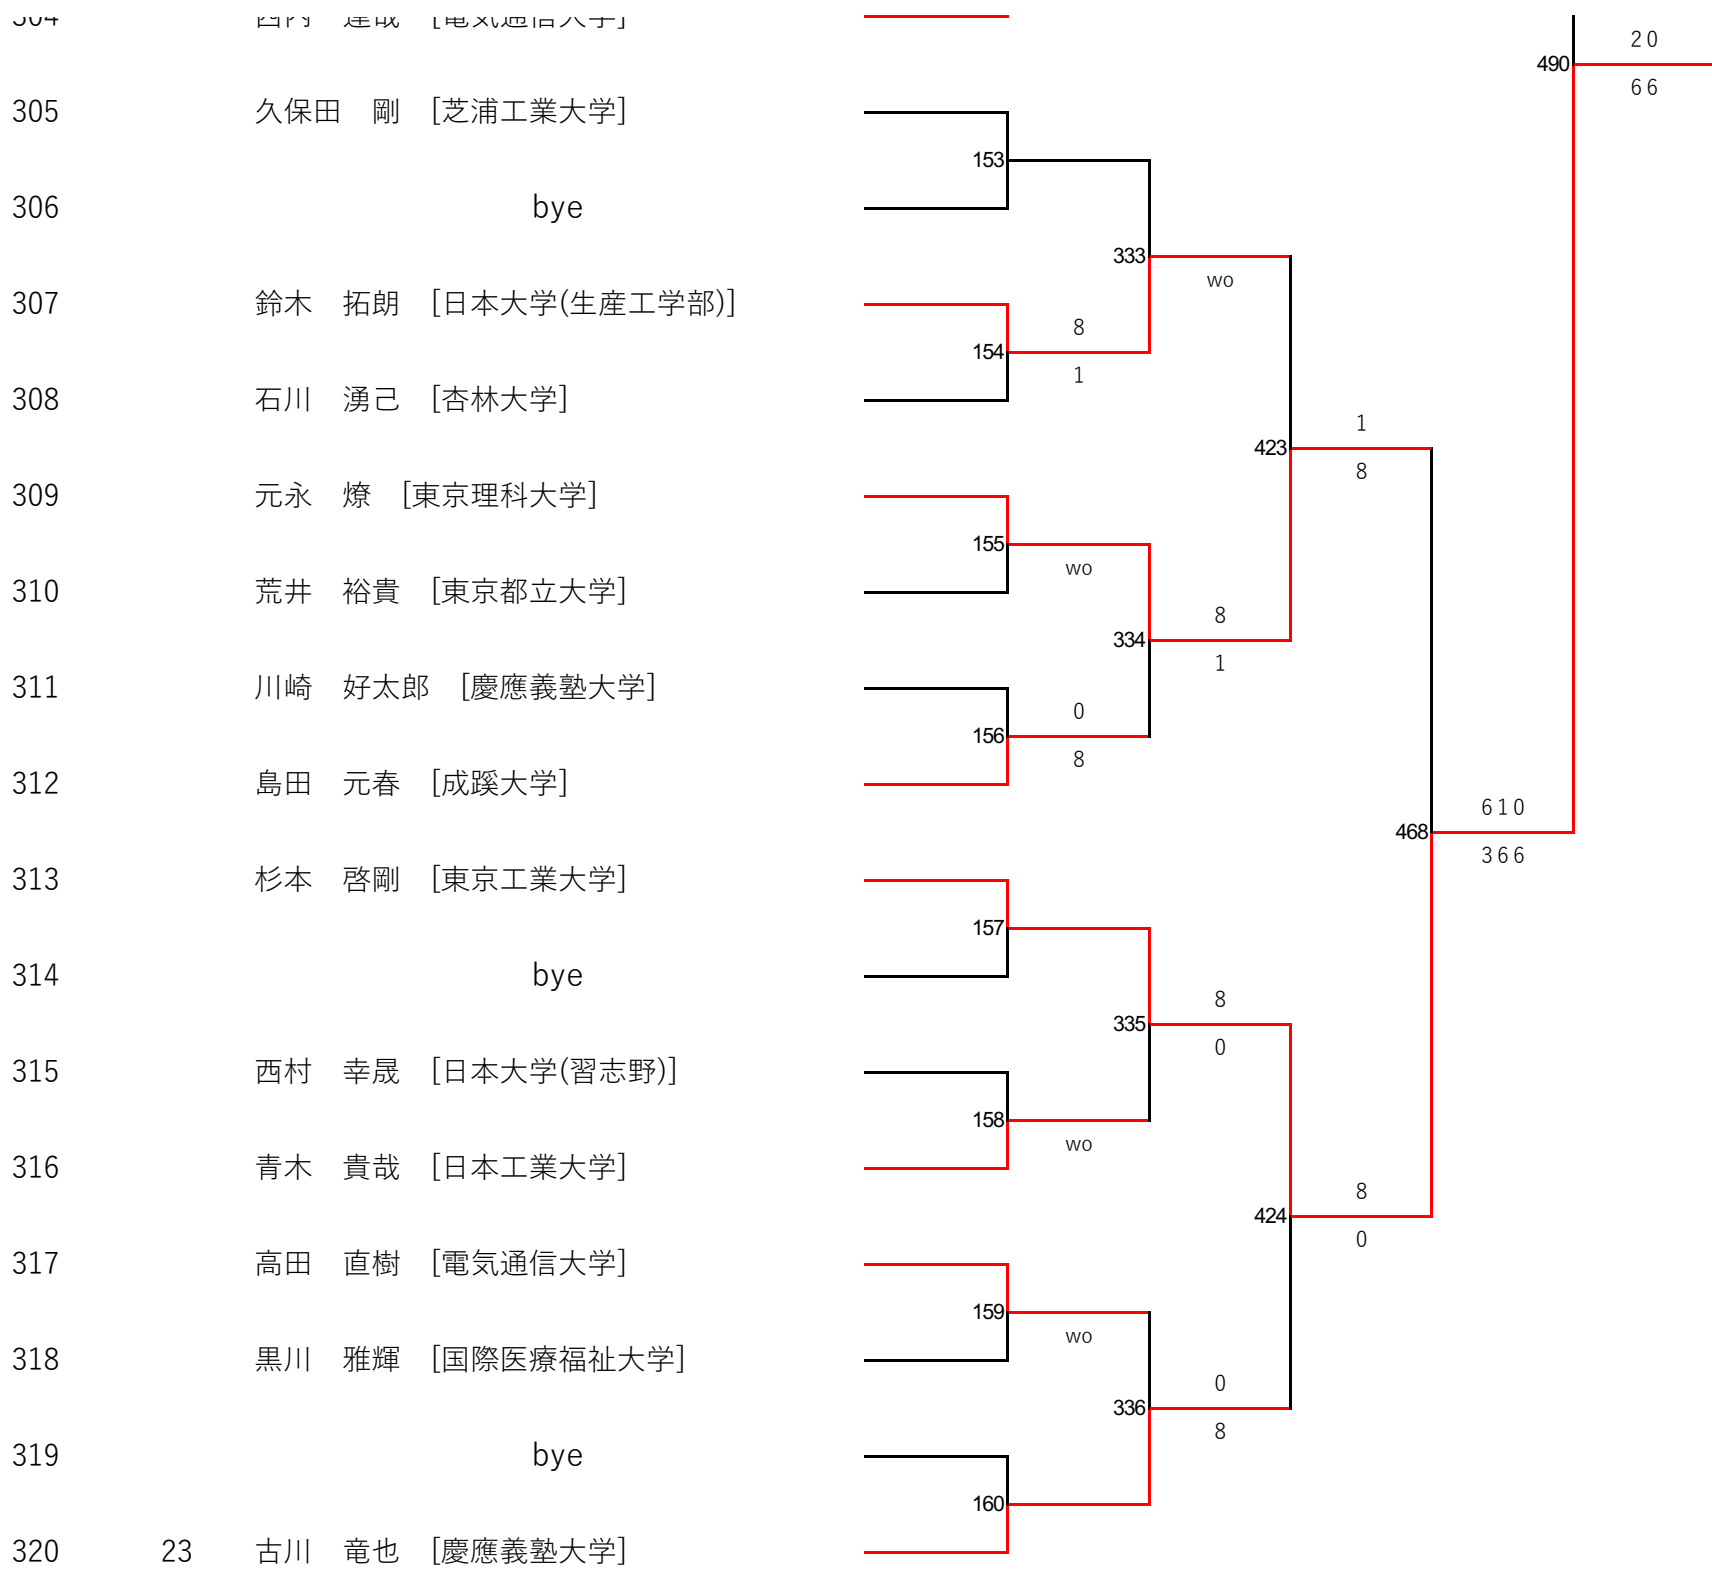 20
490
66
305 久保田 剛 [芝浦工業大学]
153
306 bye
333
wo
307 鈴木 拓朗 [日本大学(生産工学部)]
8
154
1
308 石川 湧己 [杏林大学]
1
423
8
309 元永 燎 [東京理科大学]
155
wo
310 荒井 裕貴 [東京都立大学]
8
334
1
311 川崎 好太郎 [慶應義塾大学]
0
156
8
312 島田 元春 [成蹊大学]
610
468
366
313 杉本 啓剛 [東京工業大学]
157
314 bye
8
335
0
315 西村 幸晟 [日本大学(習志野)]
158
wo
316 青木 貴哉 [日本工業大学]
8
424
0
317 高田 直樹 [電気通信大学]
159
wo
318 黒川 雅輝 [国際医療福祉大学]
0
336
8
319 bye
160
320 23 古川 竜也 [慶應義塾大学]